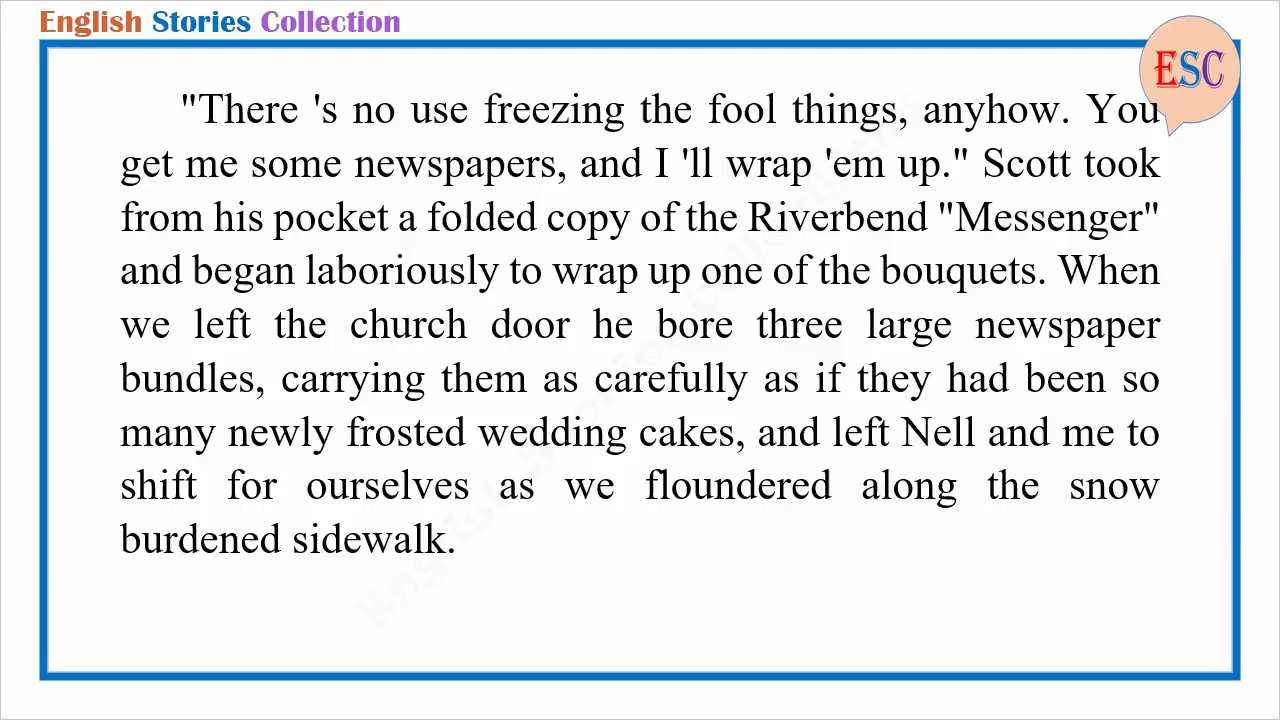 English Stories Collection
ESC
"There 's no use freezing the fool things, anyhow. You
get me some newspapers, and I 'll wrap 'em up." Scott took
from his pocket a folded copy of the Riverbend "Messenger"
and began laboriously to wrap up one of the bouquets. When
we left the church door he bore three large newspaper
bundles, carrying them as carefully as if they had been so
many newly frosted wedding cakes, and left Nell and me to
shift for ourselves as we floundered along the snow
burdened sidewalk.
English Stories Collection